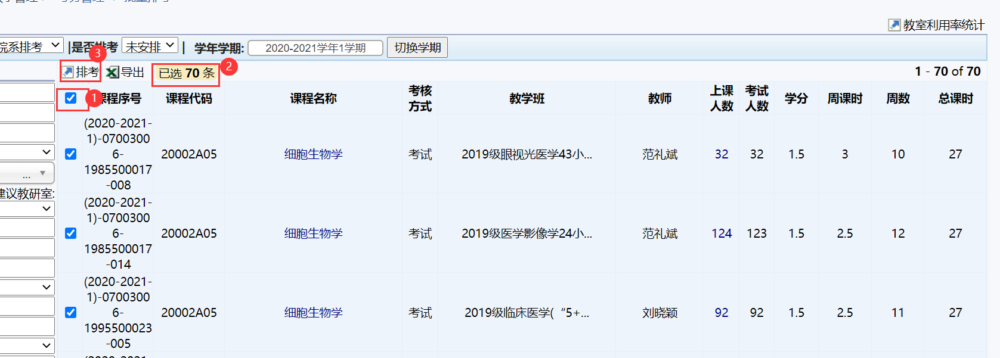 教室利用率统计
院系排考 |是否排考 未安排 | 学年学期: 2020-2021学年1学期 切换学期
3
排考 导出 已选 70 条 2
1 - 70 of 70
1 课程序号 课程代码 课程名称 考核方式 教学班 教师 上课人数 考试人数 学分 周课时 周数 总课时
(2020-2021-
1)-0700300
6-
1985500017
-008
20002A05 细胞生物学 考试 2019级眼视光医学43小... 范礼斌 32 32 1.5 3 10 27
建议教研室:
(2020-2021-
1)-0700300
6-
1985500017
-014
20002A05 细胞生物学 考试 2019级医学影像学24小... 范礼斌 124 123 1.5 2.5 12 27
(2020-2021-
1)-0700300
6-
1995500023
-005
20002A05 细胞生物学 考试 2019级临床医学(“5+... 刘晓颖 92 92 1.5 2.5 11 27